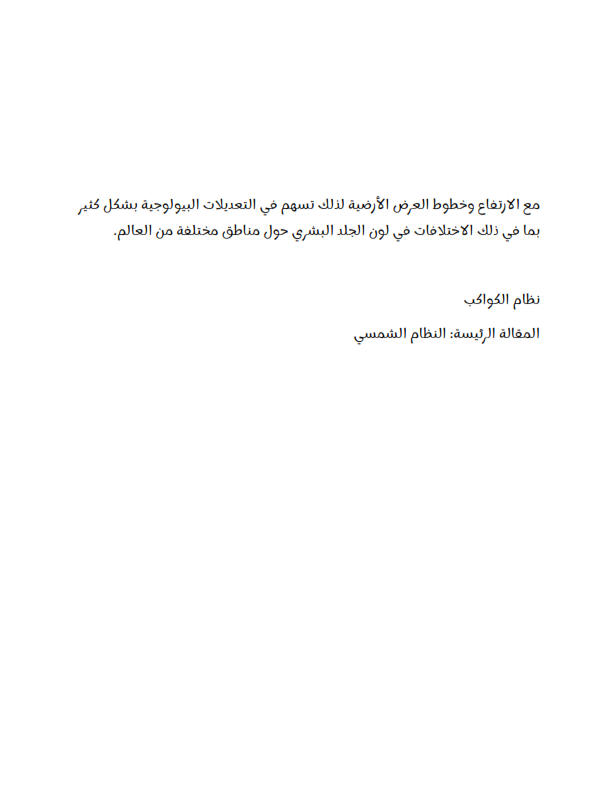 مع الارتفاع وخطوط العرض الأرضية لذلك تسهم في التعديلات البيولوجية بشكل كثير
بما في ذلك الاختلافات في لون الجلد البشري حول مناطق مختلفة من العالم.
نظام الكواكب
المقالة الرئيسة: النظام الشمسي